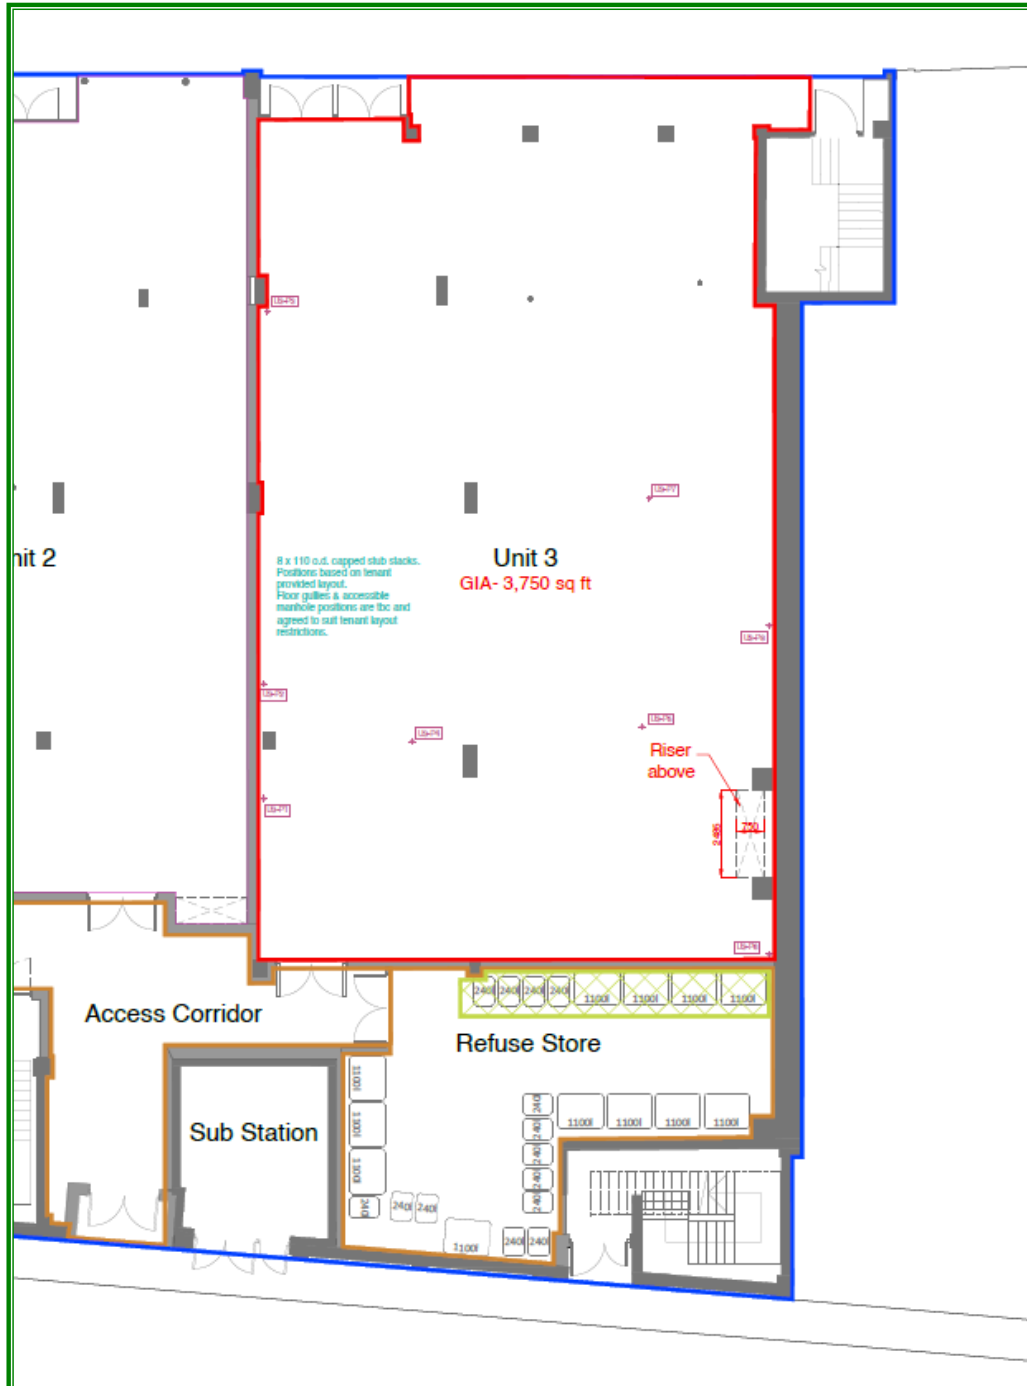 nit 2
8 x 110 o.d. capped stub stacks.
Positions based on tenant
provided layout.
Floor gullies & accessible
manhole positions are tbc and
agreed to suit tenant layout
restrictions.
Unit 3
GIA- 3,750 sq ft
Riser
above
2485
750
240l
240l
240l
240l
1100l
1100l
1100l
1100l
Access Corridor
Refuse Store
Sub Station
1100l
1100l
1100l
240l
240l
240l
1100l
240l
240l
240l
240l
240l
240l
240l
1100l
1100l
1100l
1100l